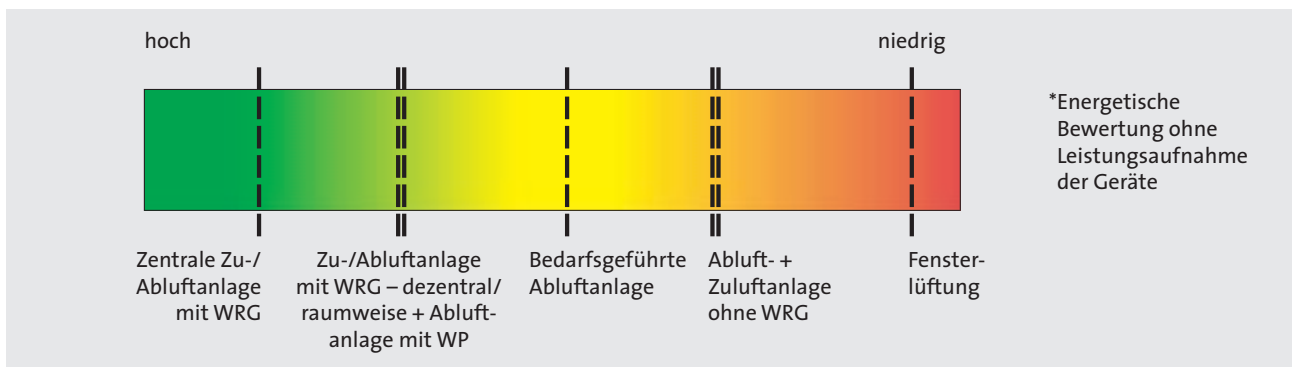 hoch
niedrig
*Energetische
Bewertung ohne
Leistungsaufnahme
der Geräte
Zentrale Zu-/
Abluftanlage
mit WRG
Zu-/Abluftanlage
mit WRG – dezentral/
raumweise + Abluft-
anlage mit WP
Bedarfsgeführte
Abluftanlage
Abluft- +
Zuluftanlage
ohne WRG
Fenster-
lüftung